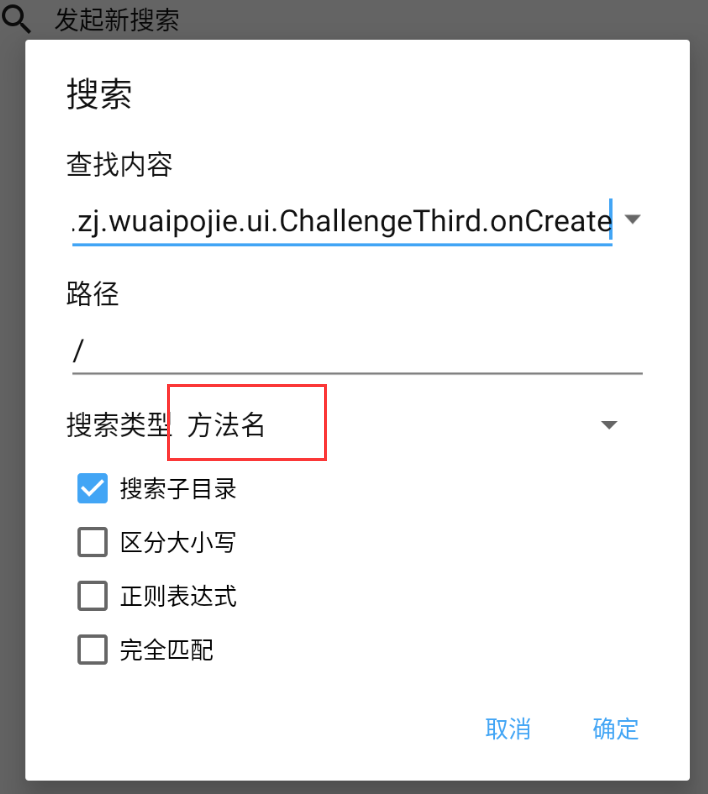 发起新搜索
搜索
查找内容
.zj.wuaipojie.ui.ChallengeThird.onCreate
路径
/
搜索类型 方法名
搜索子目录
区分大小写
正则表达式
完全匹配
取消 确定